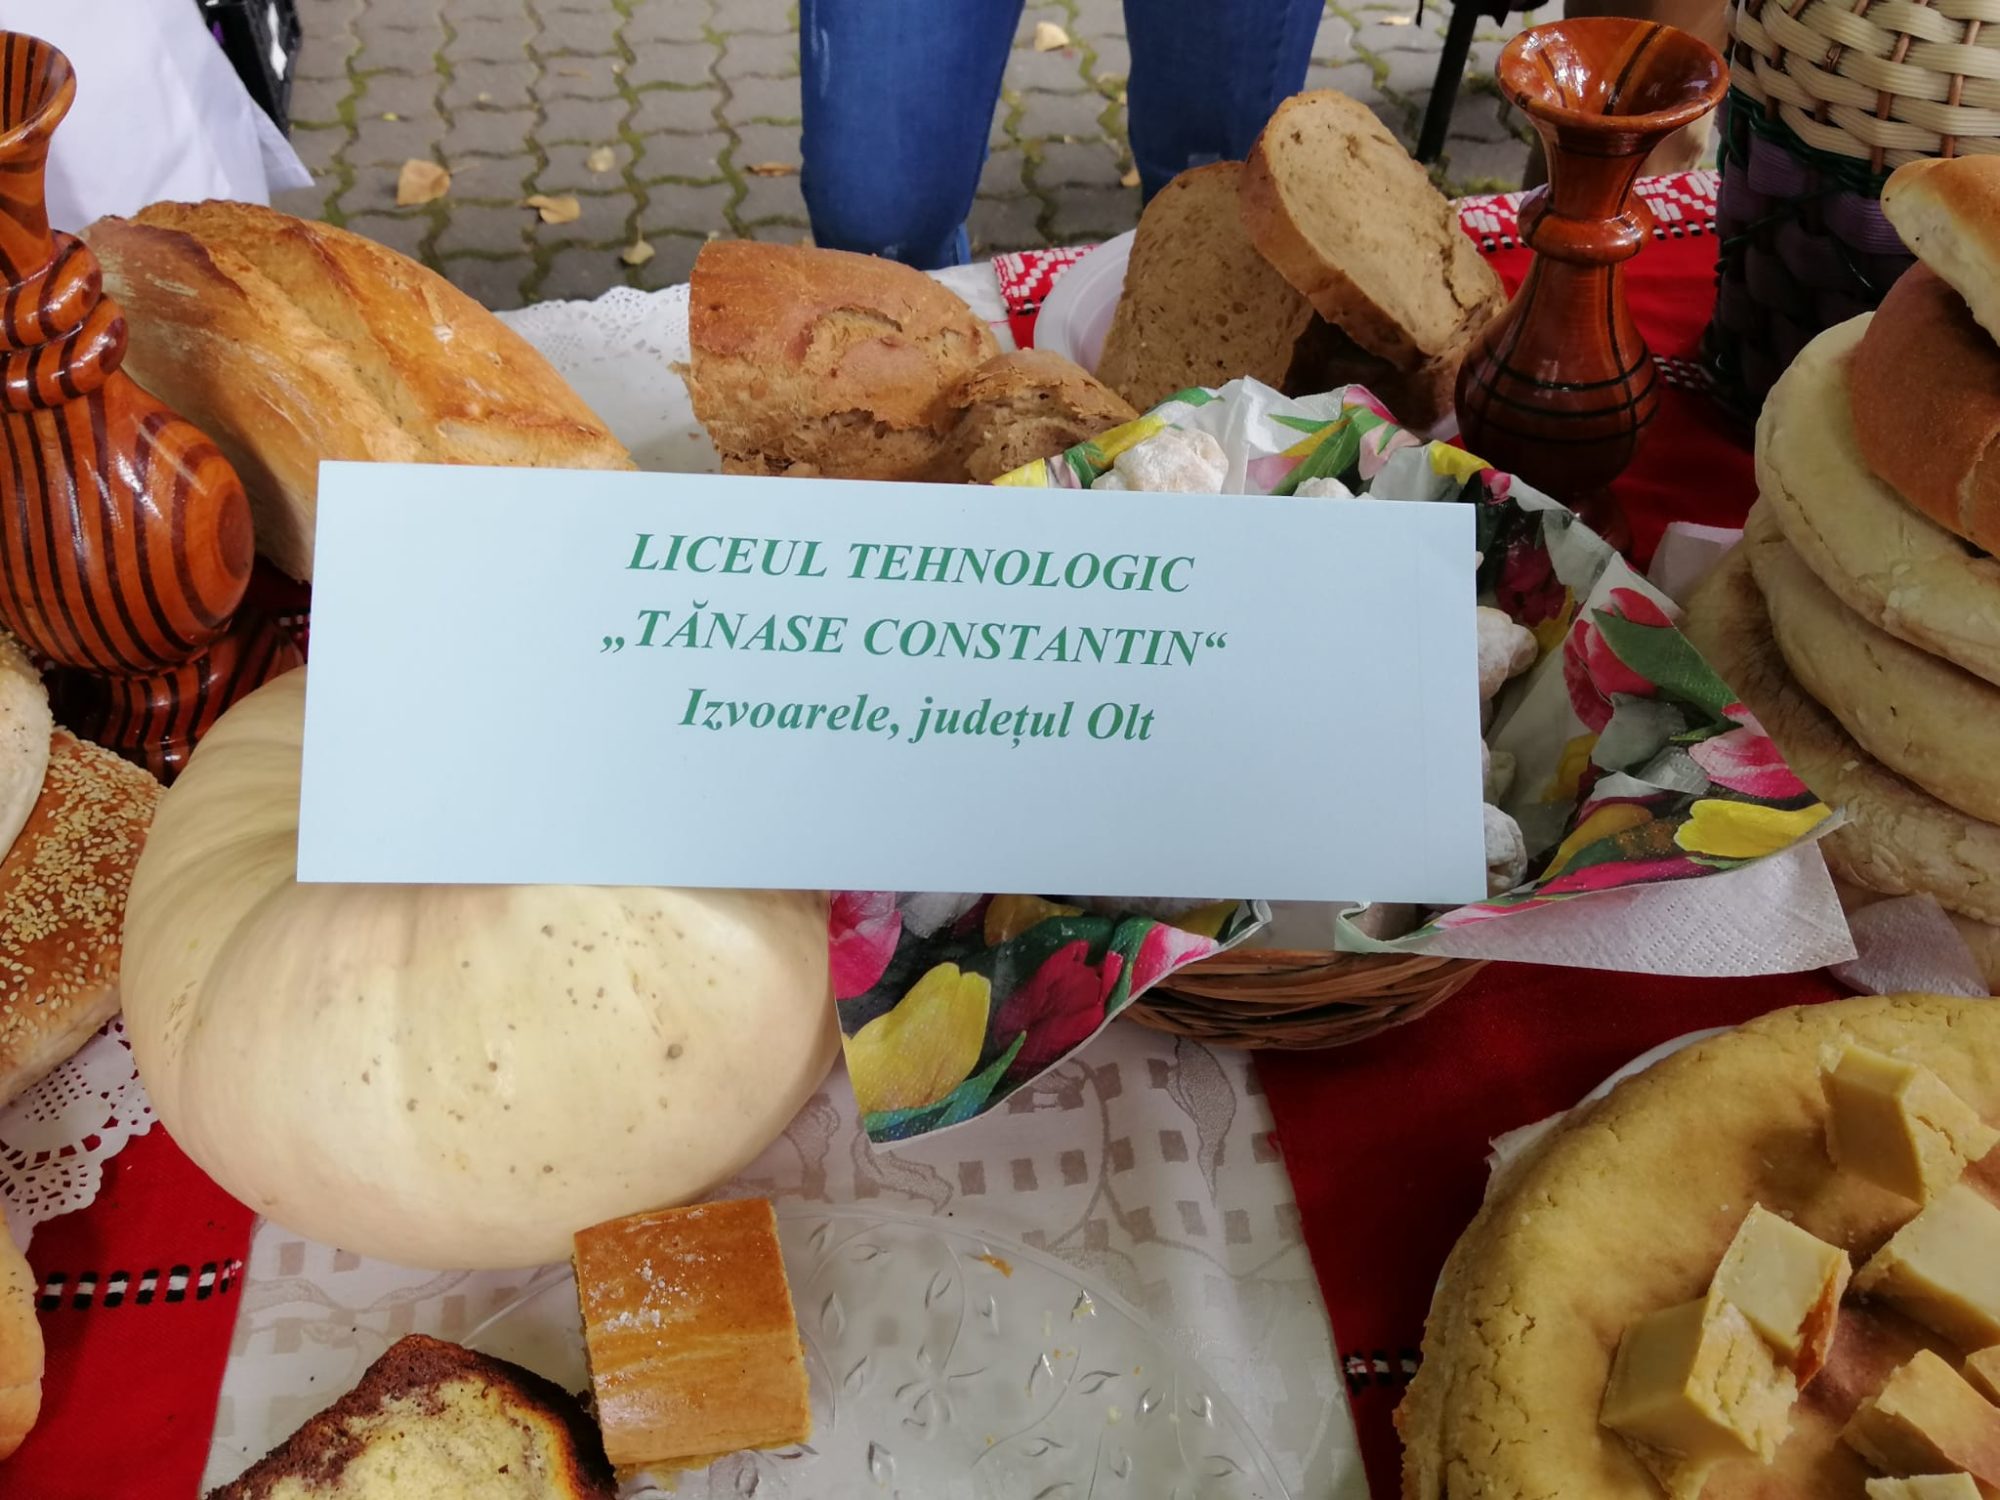 LICEUL TEHNOLOGIC
„TĂNASE CONSTANTIN“
Izvoarele, județul Olt